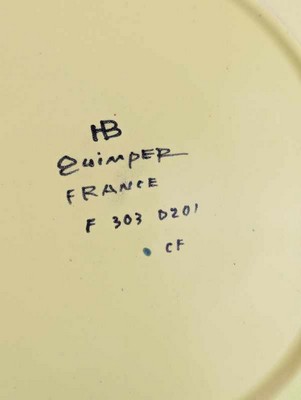 HB
Quimper
FRANCE
F 303 D201
CF